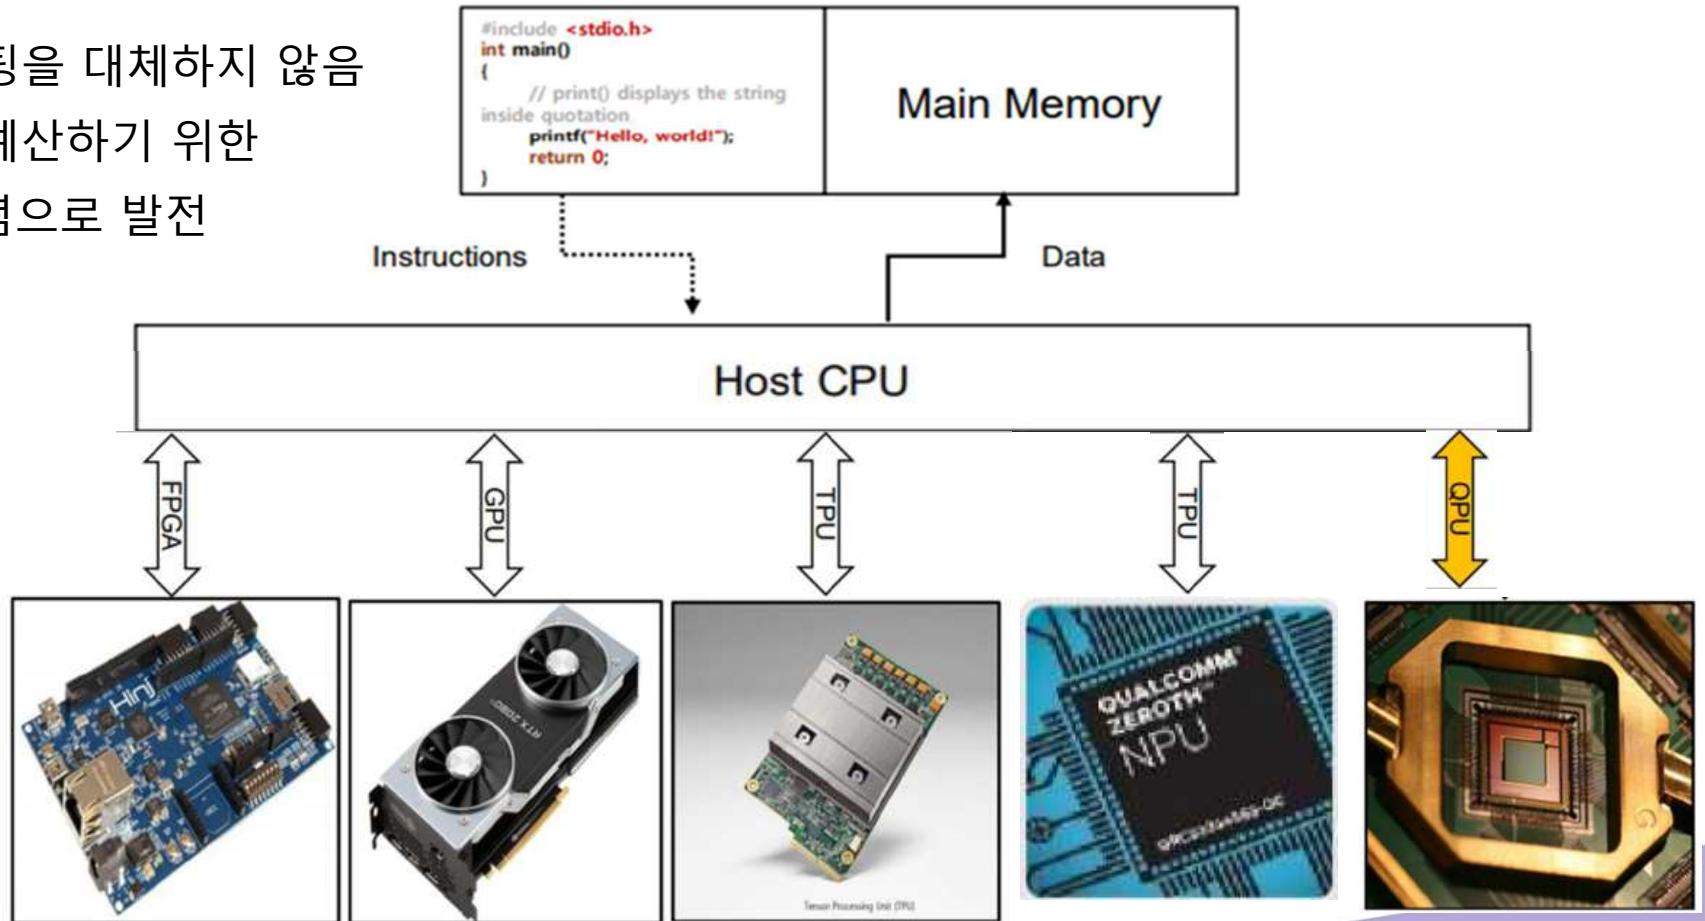 팅을 대체하지 않음
계산하기 위한
으로 발전
#include <stdio.h>
int main()
{
// print() displays the string
inside quotation
printf("Hello, world!");
return 0;
}
Main Memory
Instructions
Data
Host CPU
FPGA
GPU
TPU
TPU
QPU
RTX 2080
Tensor Processing Unit (TPU)
QUALCOMM
ZEROTH
NPU